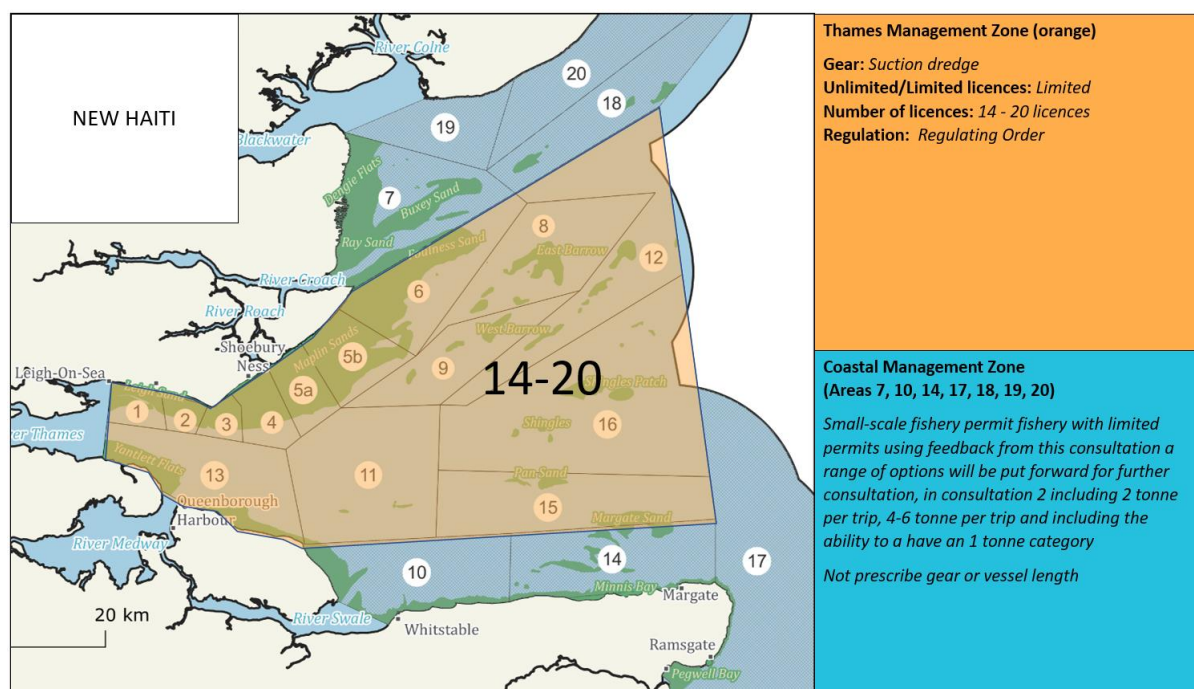 NEW HAITI
River Colne
Blackwater
20
18
19
Dengie Flats
7
Buxey Sand
Ray Sand
Foulness Sand
8
East Barrow
12
River Croach
6
River Roach
West Barrow
Shoebury
Ness
Maplin Sands
5b
Leigh-On-Sea
9
14-20
5a
Shingles Patch
Leigh Sand
1
2
3
4
Shingles
16
River Thames
Yantlett Flats
13
11
Pan Sand
Queenborough
15
Harbour
Margate Sand
River Medway
10
14
17
Minnis Bay
Margate
20 km
River Swale
Whitstable
Ramsgate
Pegwell Bay
Thames Management Zone (orange)
Gear: Suction dredge
Unlimited/Limited licences: Limited
Number of licences: 14 - 20 licences
Regulation: Regulating Order
Coastal Management Zone
(Areas 7, 10, 14, 17, 18, 19, 20)
Small-scale fishery permit fishery with limited
permits using feedback from this consultation a
range of options will be put forward for further
consultation, in consultation 2 including 2 tonne
per trip, 4-6 tonne per trip and including the
ability to a have an 1 tonne category
Not prescribe gear or vessel length